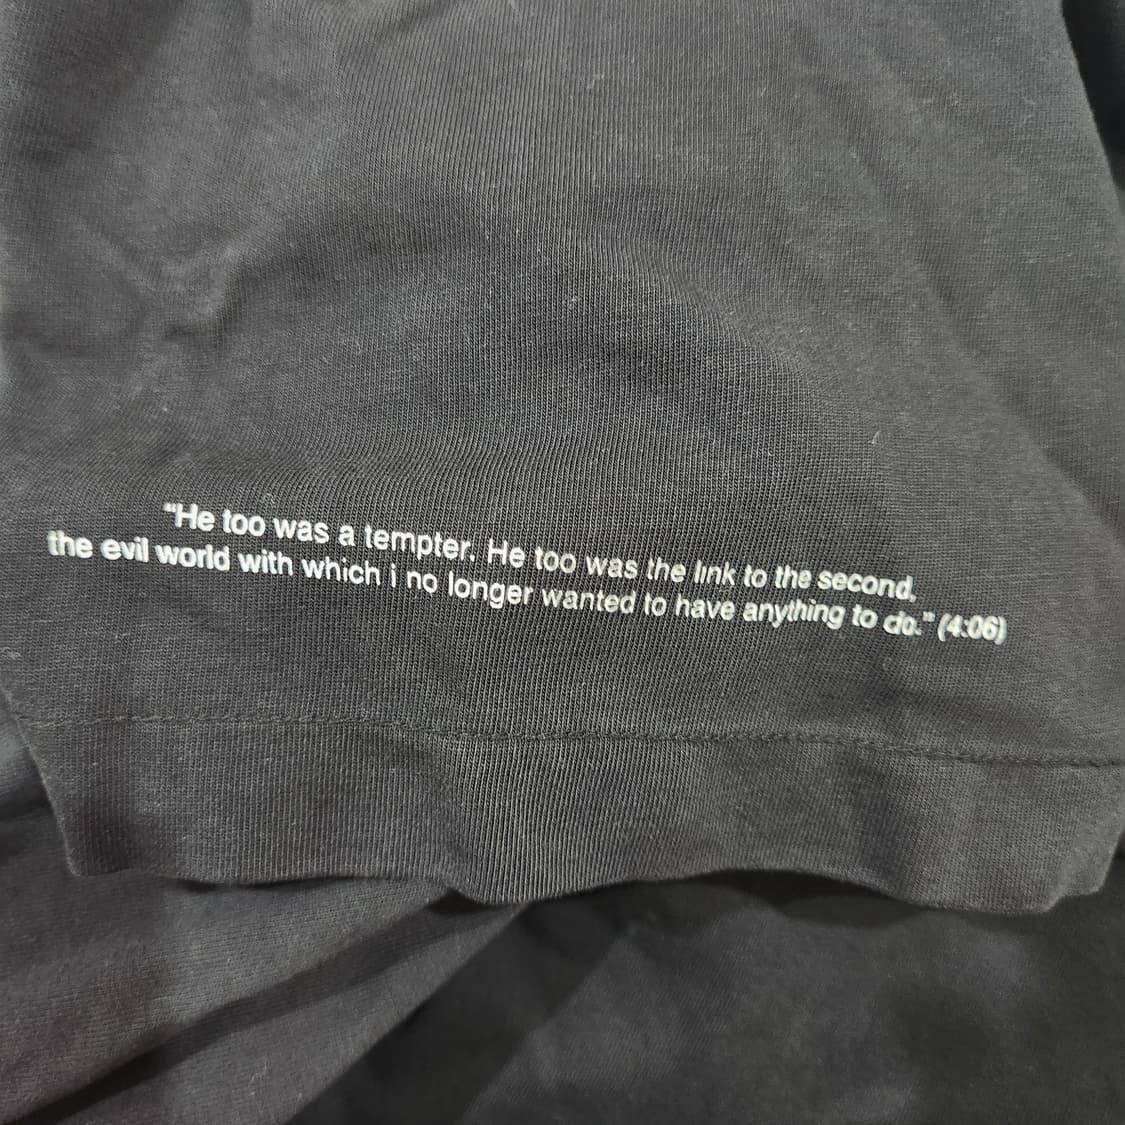 “He too was a tempter. He too was the link to the second,
the evil world with which i no longer wanted to have anything to do.” (4:06)